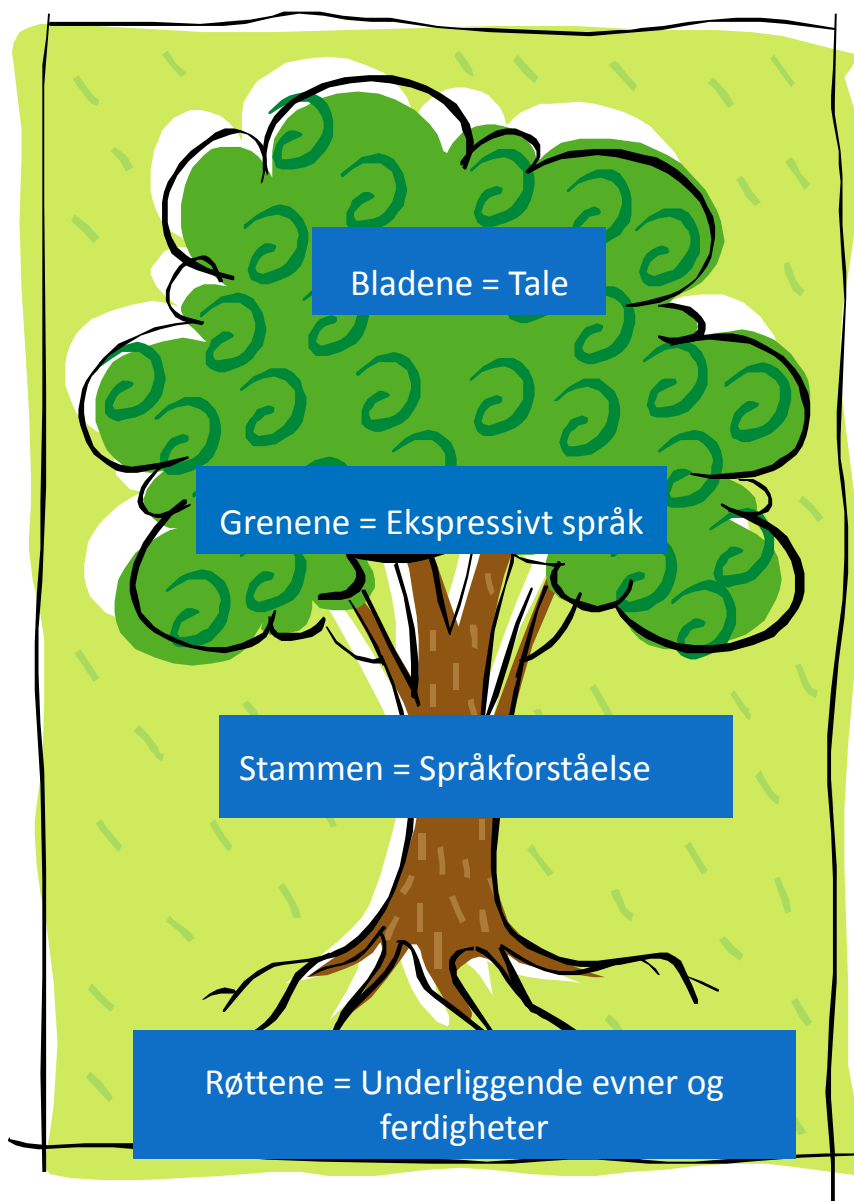 Bladene = Tale
Grenene = Ekspressivt språk
Stammen = Språkforståelse
Røttene = Underliggende evner og
ferdigheter